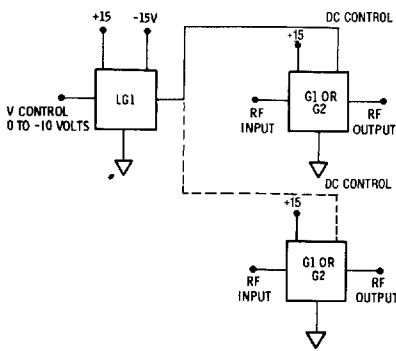 DC CONTROL
+15
-15V
+15
LG1
G1 OR
G2
V CONTROL
0 TO -10 VOLTS
RF
INPUT
RF
OUTPUT
DC CONTROL
+15
G1 OR
G2
RF
INPUT
RF
OUTPUT